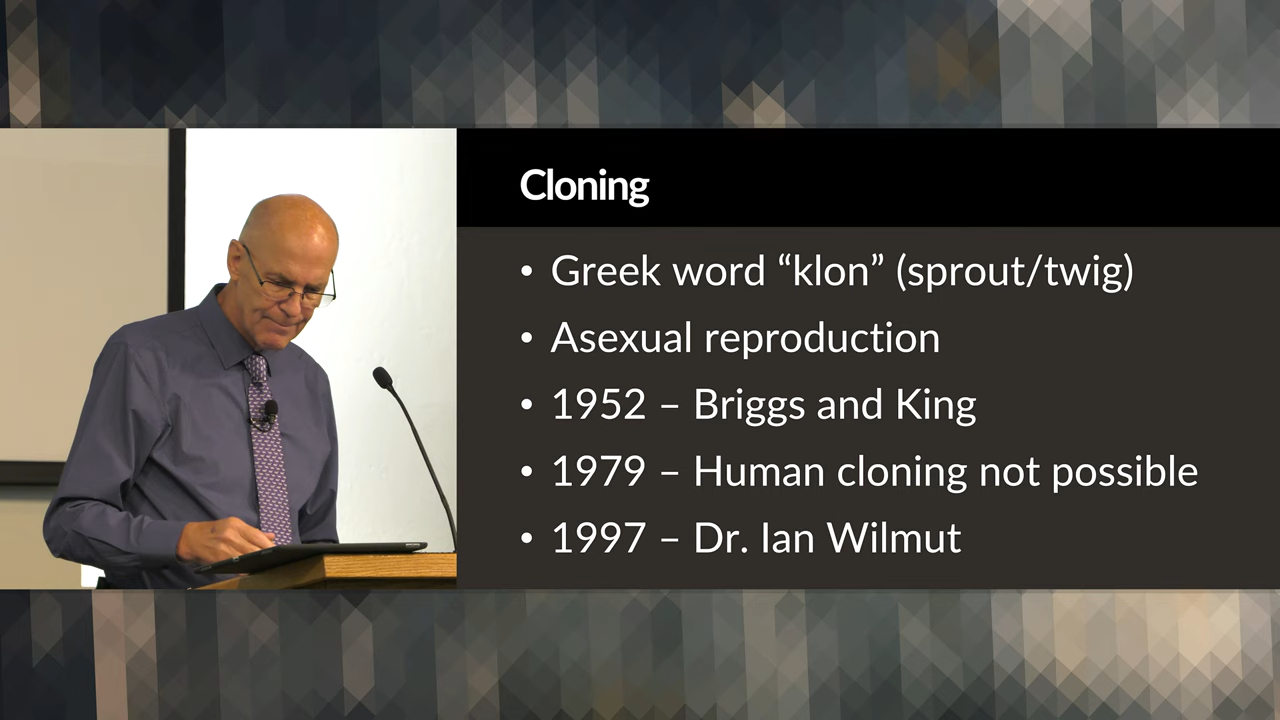 Cloning
• Greek word “klon” (sprout/twig)
• Asexual reproduction
• 1952 – Briggs and King
• 1979 – Human cloning not possible
• 1997 – Dr. Ian Wilmut